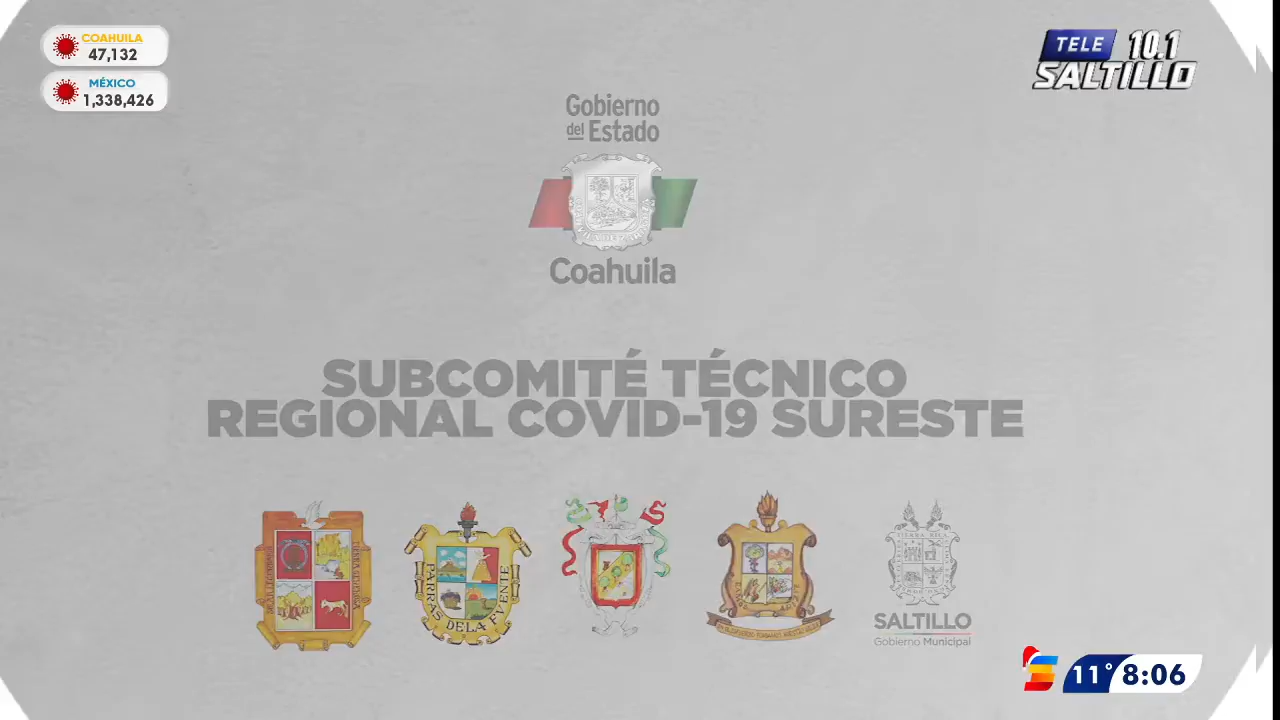 COAHUILA
47,132
MÉXICO
1,338,426
TELE 10.1
SALTILLO
Gobierno
del Estado
Coahuila
SUBCOMITÉ TÉCNICO
REGIONAL COVID-19 SURESTE
PARRAS DE LA FUENTE
SALTILLO
Gobierno Municipal
11° 8:06